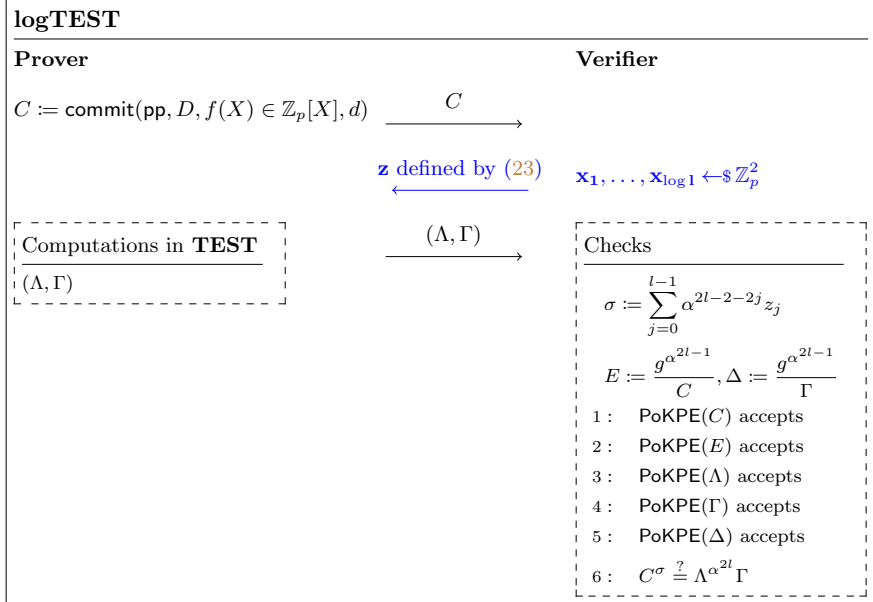 logTEST
Prover Verifier
C ≔ commit(pp, D, f(X) ∈ ℤ_p[X], d) C
z defined by (23) x_1, …, x_{log l} ←$ ℤ_p^2
Computations in TEST (Λ, Γ) Checks
(Λ, Γ)
σ ≔ ∑_{j=0}^{l−1} α^{2l−2−2j} z_j
E ≔ g^{α^{2l−1}} / C, Δ ≔ g^{α^{2l−1}} / Γ
1 : PoKPE(C) accepts
2 : PoKPE(E) accepts
3 : PoKPE(Λ) accepts
4 : PoKPE(Γ) accepts
5 : PoKPE(Δ) accepts
6 : C^σ ≟ Λ^{α^{2l}} Γ